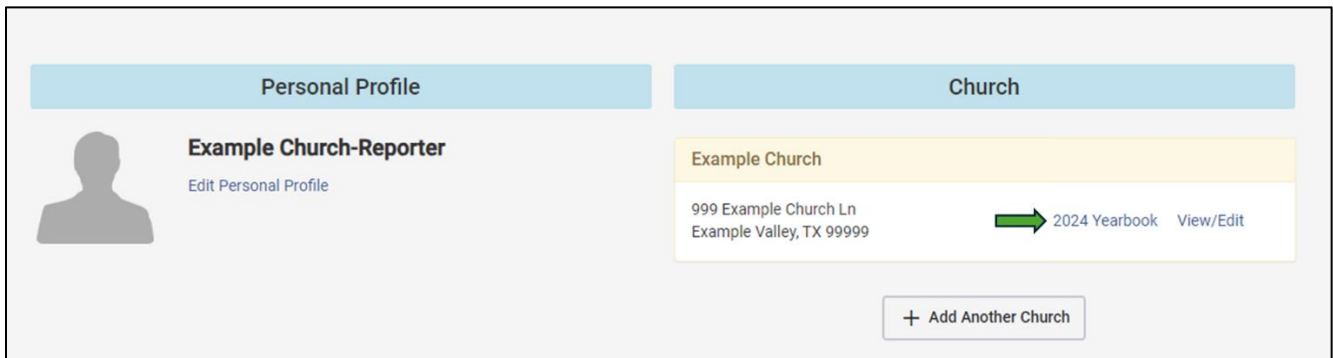 Personal Profile
Example Church-Reporter
Edit Personal Profile
Church
Example Church
999 Example Church Ln
Example Valley, TX 99999
2024 Yearbook View/Edit
+ Add Another Church